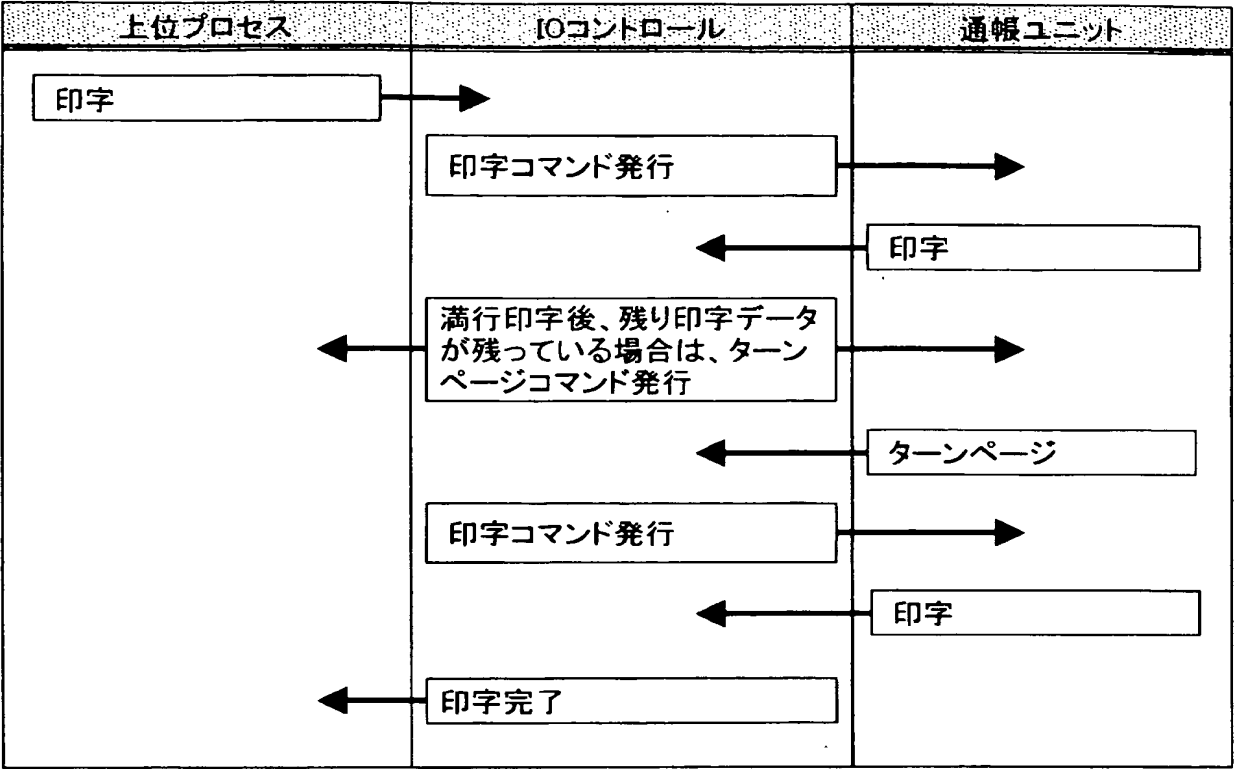 上位プロセス
IOコントロール
通帳ユニット
印字
印字コマンド発行
印字
満行印字後、残り印字データ
が残っている場合は、ターン
ページコマンド発行
ターンページ
印字コマンド発行
印字
印字完了